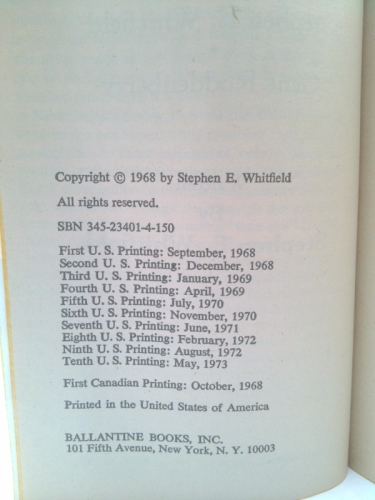 Copyright © 1968 by Stephen E. Whitfield
All rights reserved.
SBN 345-23401-4-150
First U. S. Printing: September, 1968
Second U. S. Printing: December, 1968
Third U. S. Printing: January, 1969
Fourth U. S. Printing: April, 1969
Fifth U. S. Printing: July, 1970
Sixth U. S. Printing: November, 1970
Seventh U. S. Printing: June, 1971
Eighth U. S. Printing: February, 1972
Ninth U. S. Printing: August, 1972
Tenth U. S. Printing: May, 1973
First Canadian Printing: October, 1968
Printed in the United States of America
BALLANTINE BOOKS, INC.
101 Fifth Avenue, New York, N. Y. 10003